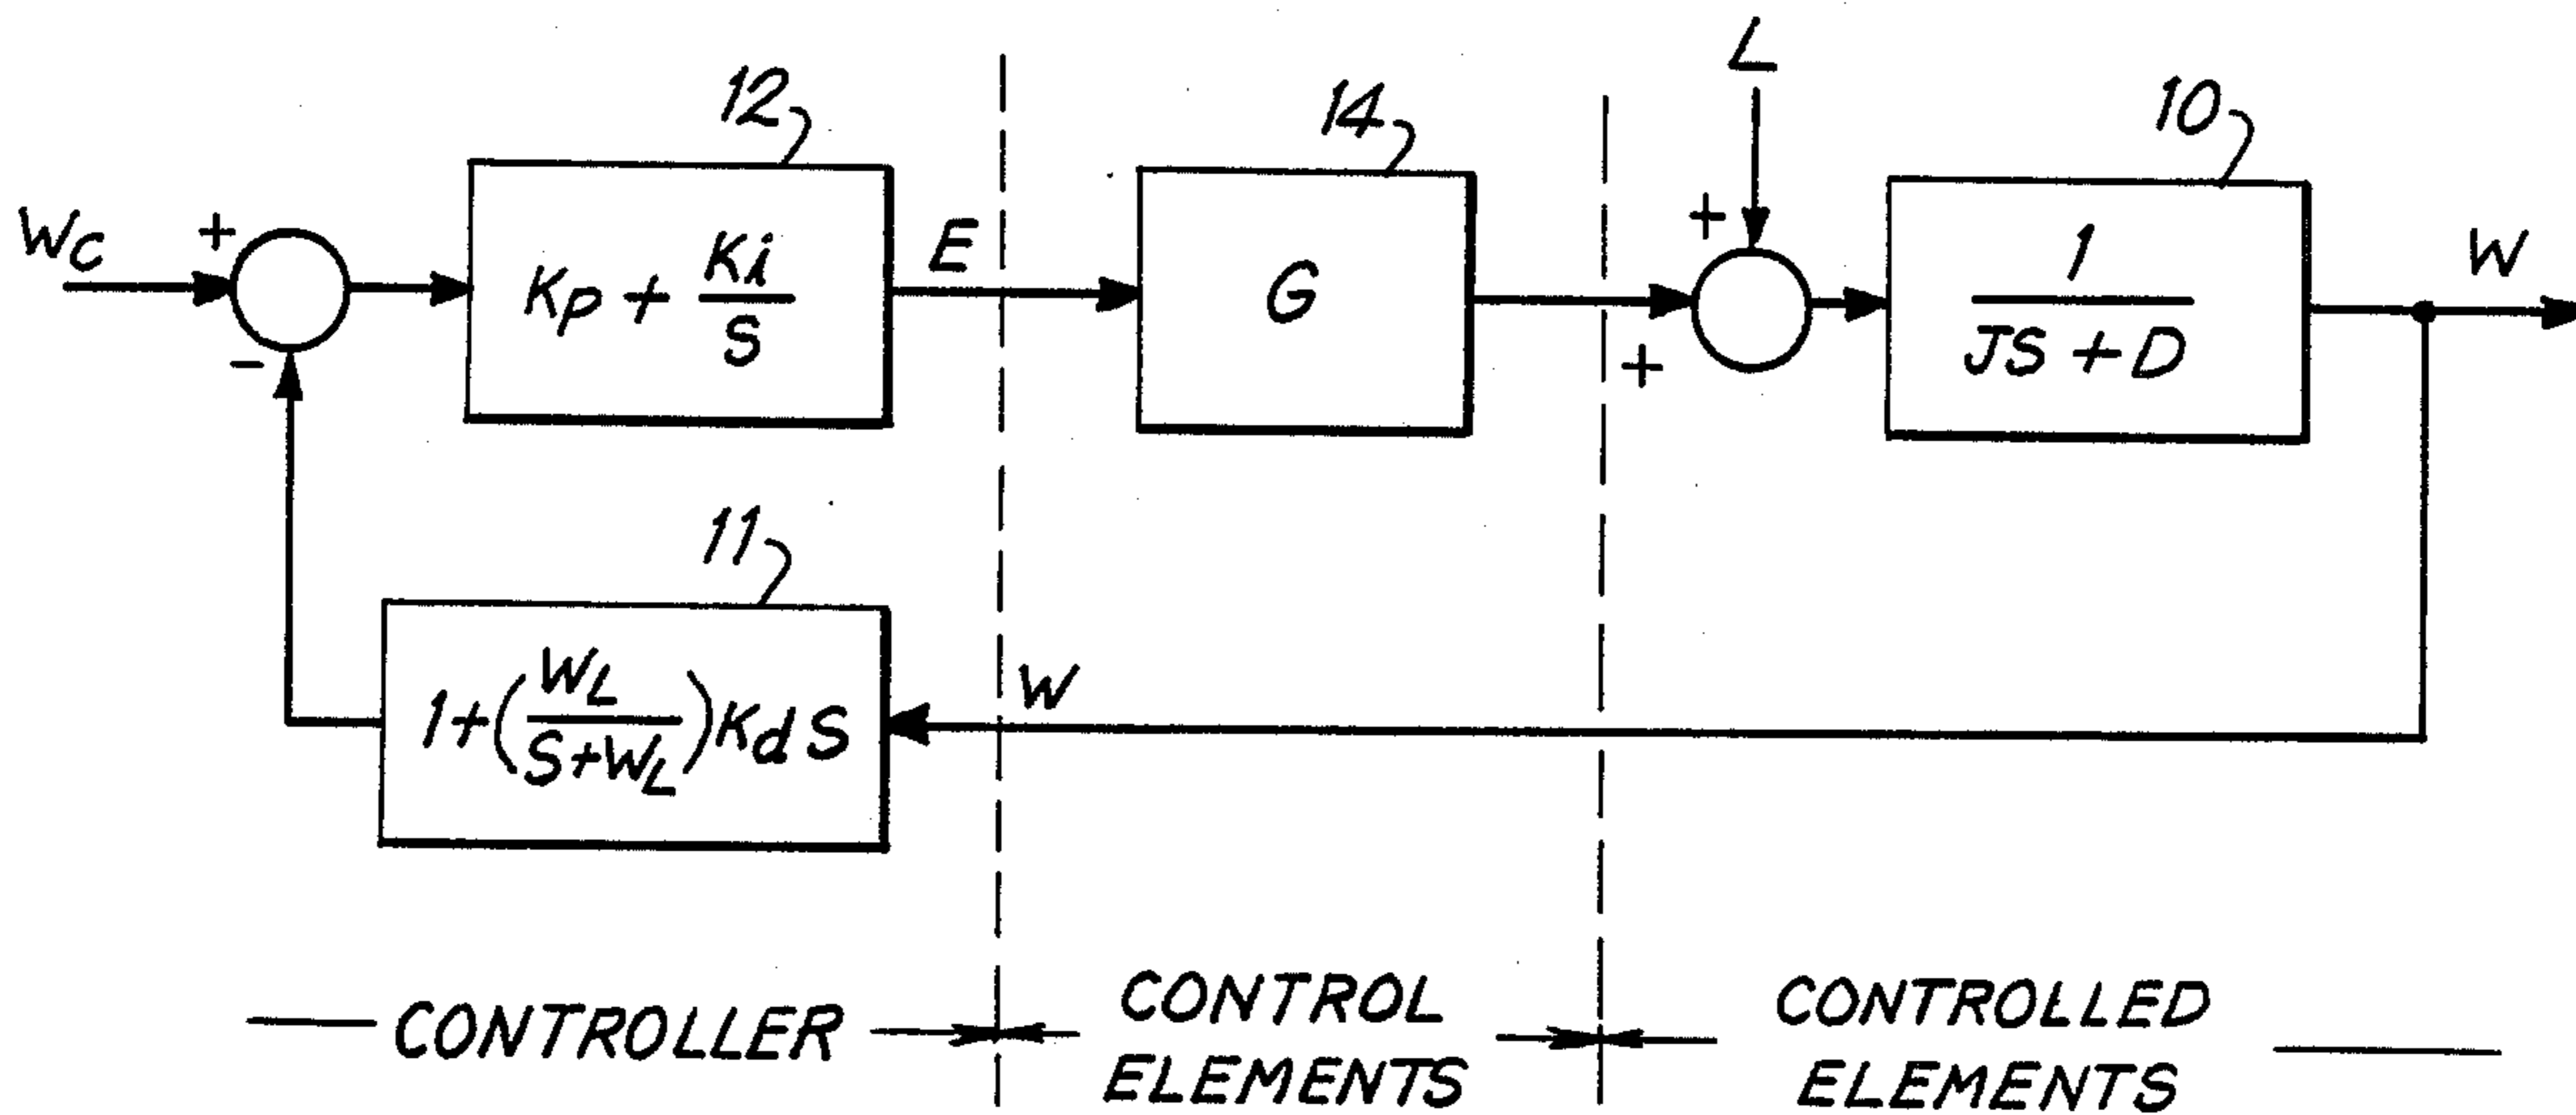 12
14
L
10
Wc
+
-
Kp + Ki/S
E
G
+
+
1/(JS + D)
W
11
1+(WL/(S+WL))Kd S
W
CONTROLLER
CONTROL
ELEMENTS
CONTROLLED
ELEMENTS